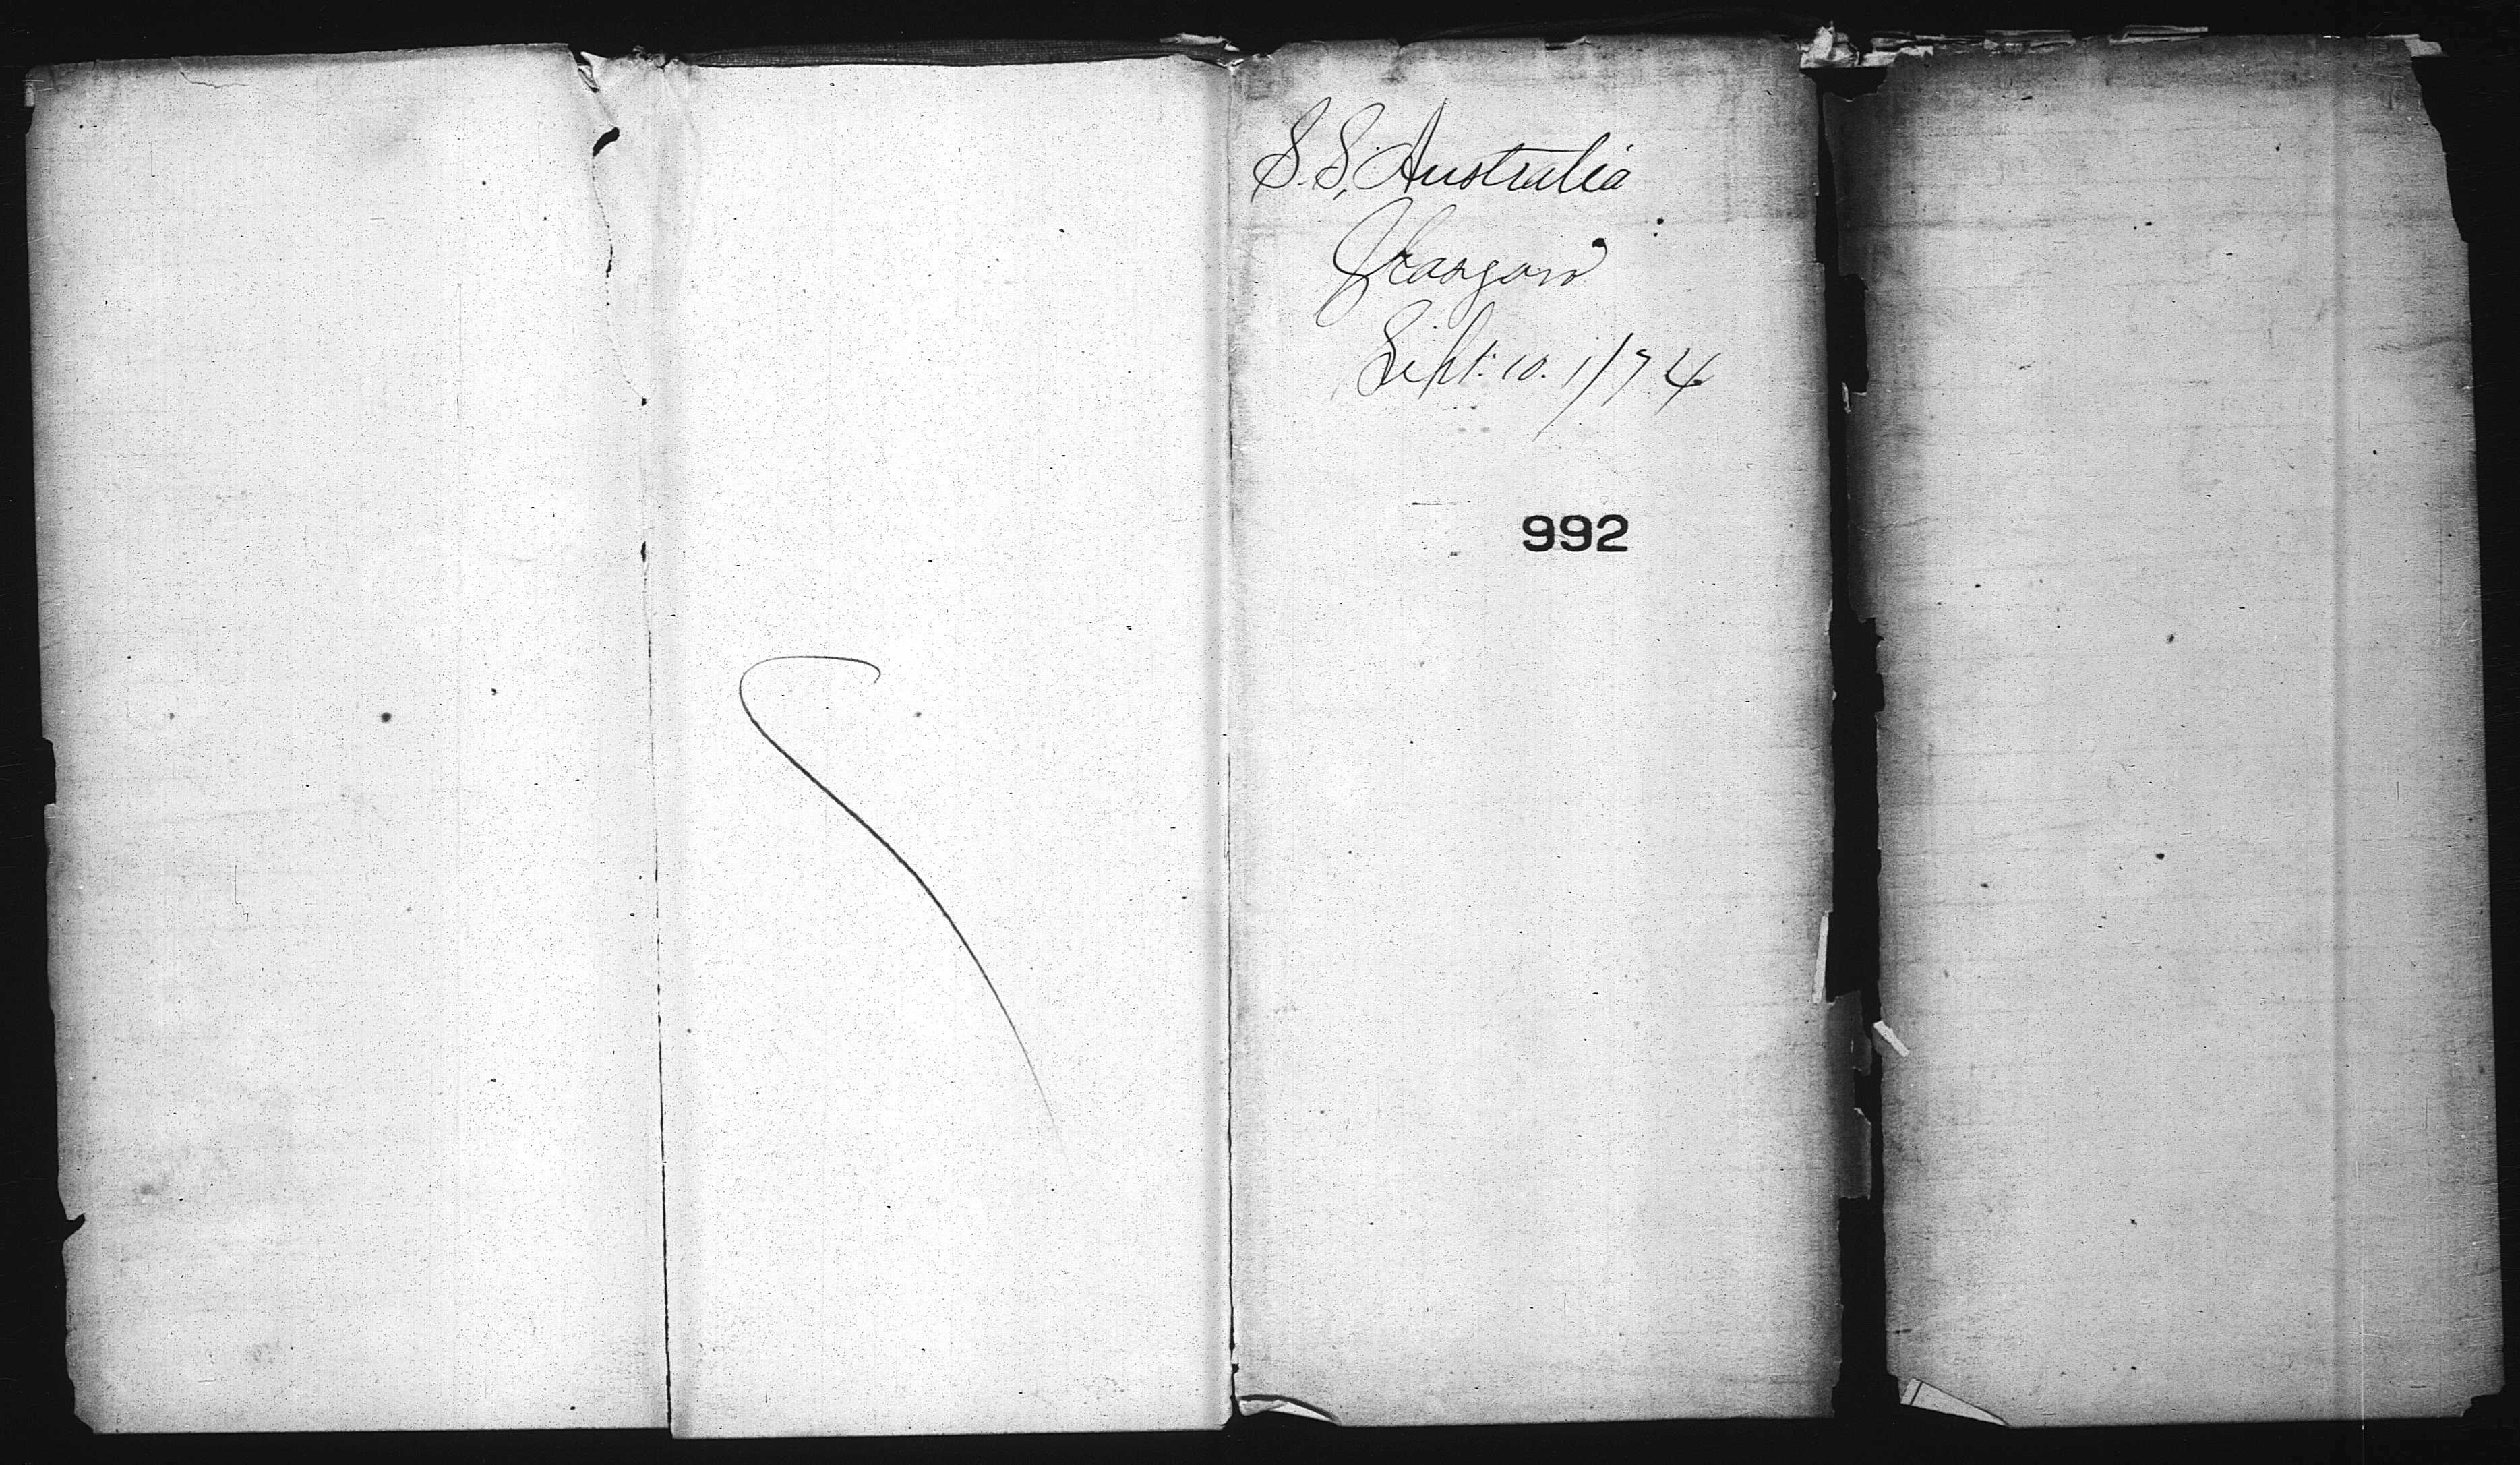 S.S. Australia
Glasgow
Sept. 10. 1/74
992